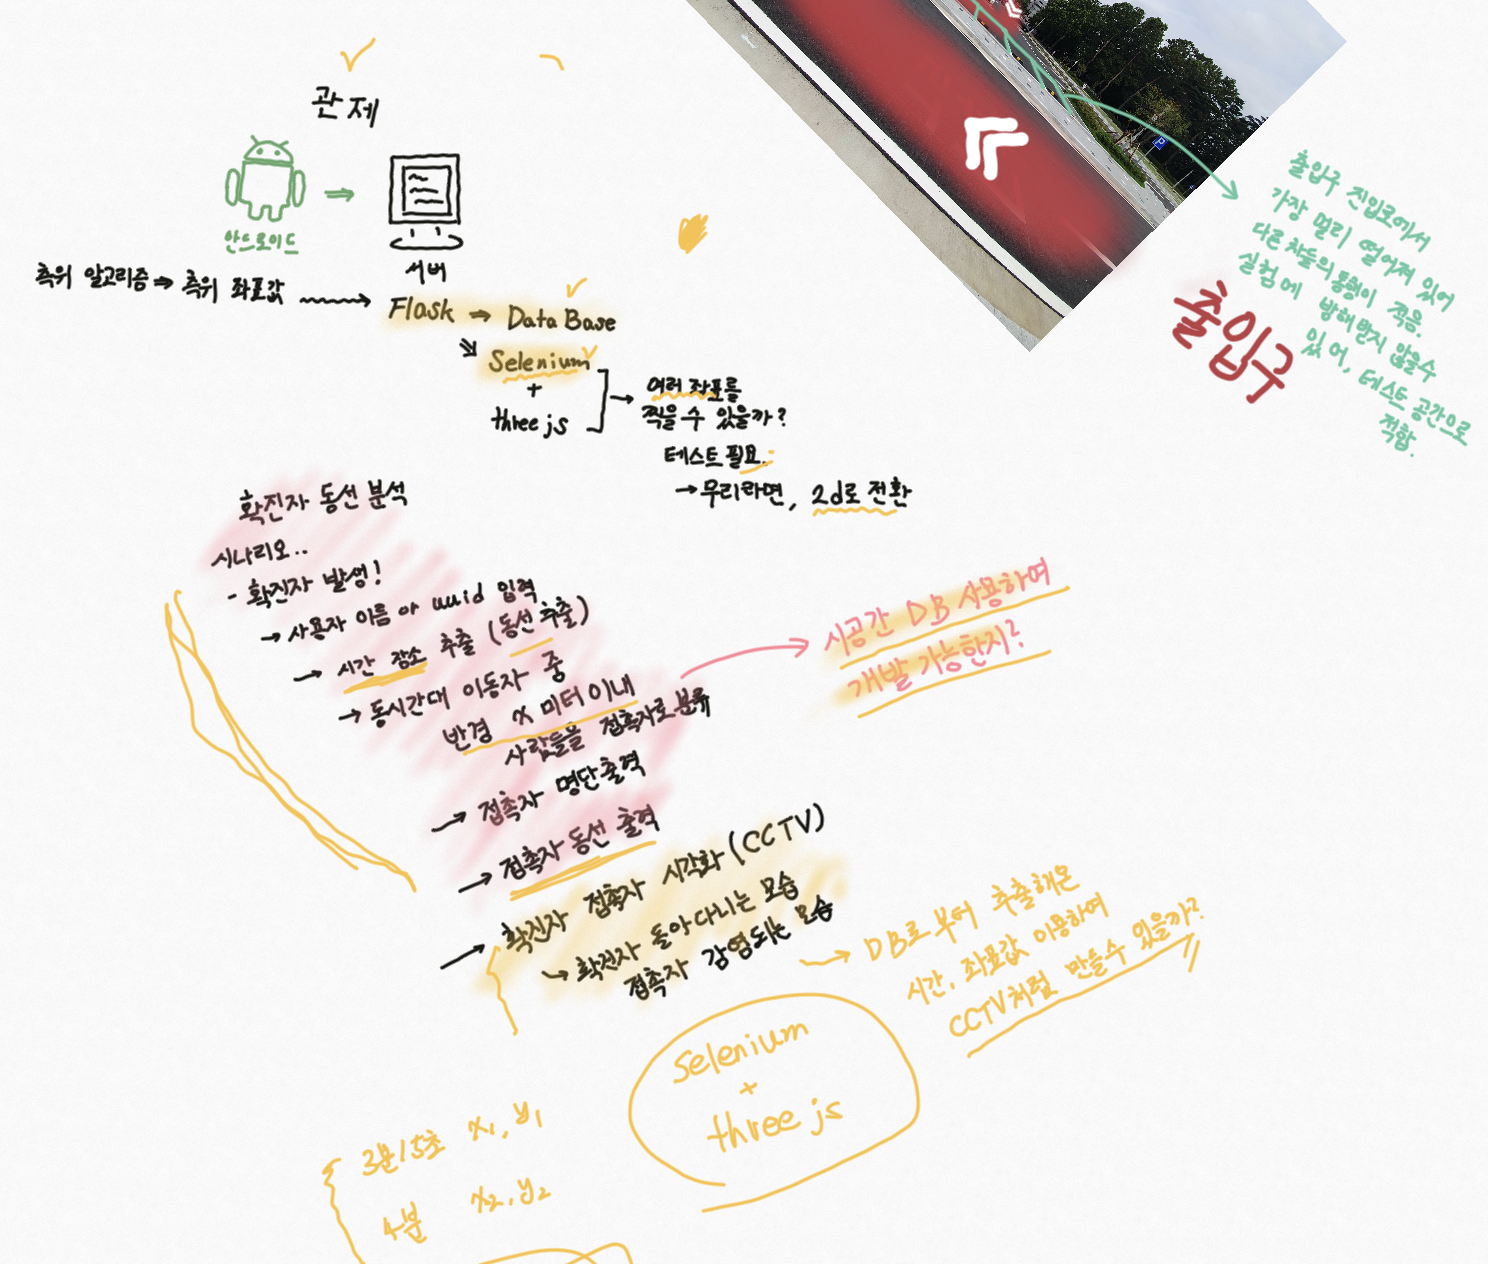 관제
안드로이드
서버
측위 알고리즘 ⇒ 측위 좌표값
Flask ⇒ DataBase
Selenium
+
three js
여러 좌표를
찍을 수 있을까?
테스트 필요.
→ 무리라면, 2d로 전환
출입구 진입로에서
가장 멀리 떨어져 있어
다른 차들의 통행이 적음.
실험에 방해받지 않을수
있어, 테스트 공간으로
적합.
출입구
P
확진자 동선 분석
시나리오..
- 확진자 발생!
→ 사용자 이름 or uuid 입력
→ 시간 장소 추출 (동선 추출)
→ 동시간대 이동자 중
반경 x 미터 이내
사람들을 접촉자로 분류
→ 접촉자 명단 출력
→ 접촉자 동선 출력
시공간 DB 사용하여
개발 가능한지?
→ 확진자 접촉자 시각화 (CCTV)
↳ 확진자 돌아다니는 모습
접촉자 감염되는 모습
→ DB로 부터 추출해온
시간, 좌표값 이용하여
CCTV처럼 만들수 있을까?
selenium
+
three js
3분15초 x1, y1
4분 x2, y2